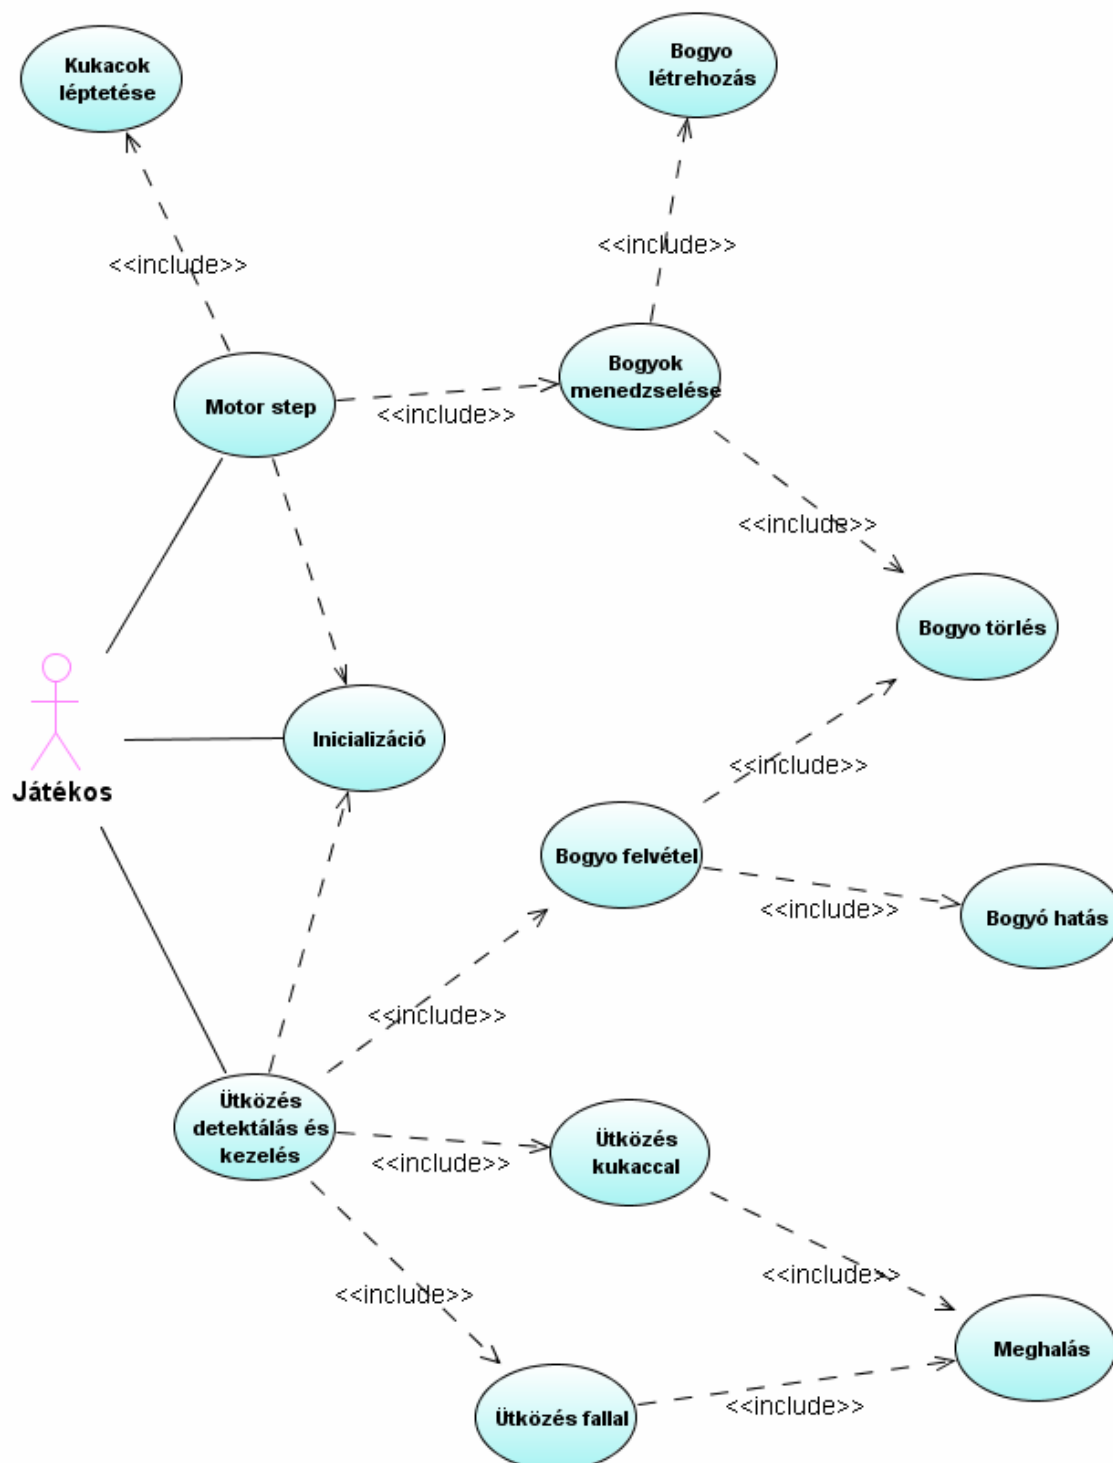 Kukacok
léptetése
Bogyo
létrehozás
<<include>>
<<include>>
Motor step
<<include>>
Bogyok
menedzselése
<<include>>
Bogyo törlés
Játékos
Inicializáció
<<include>>
Bogyo felvétel
<<include>>
Bogyó hatás
<<include>>
Ütközés
detektálás és
kezelés
<<include>>
Ütközés
kukaccal
<<include>>
<<include>>
Meghalás
Ütközés fallal
<<include>>